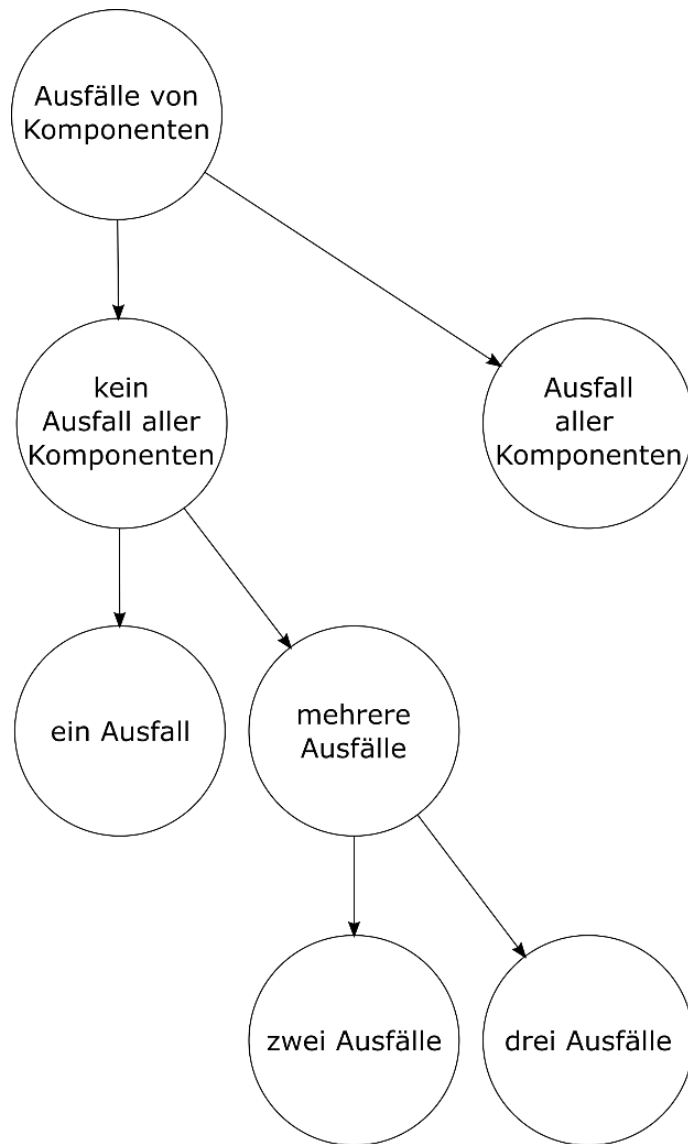 Ausfälle von
Komponenten
kein
Ausfall aller
Komponenten
Ausfall
aller
Komponenten
ein Ausfall
mehrere
Ausfälle
zwei Ausfälle
drei Ausfälle